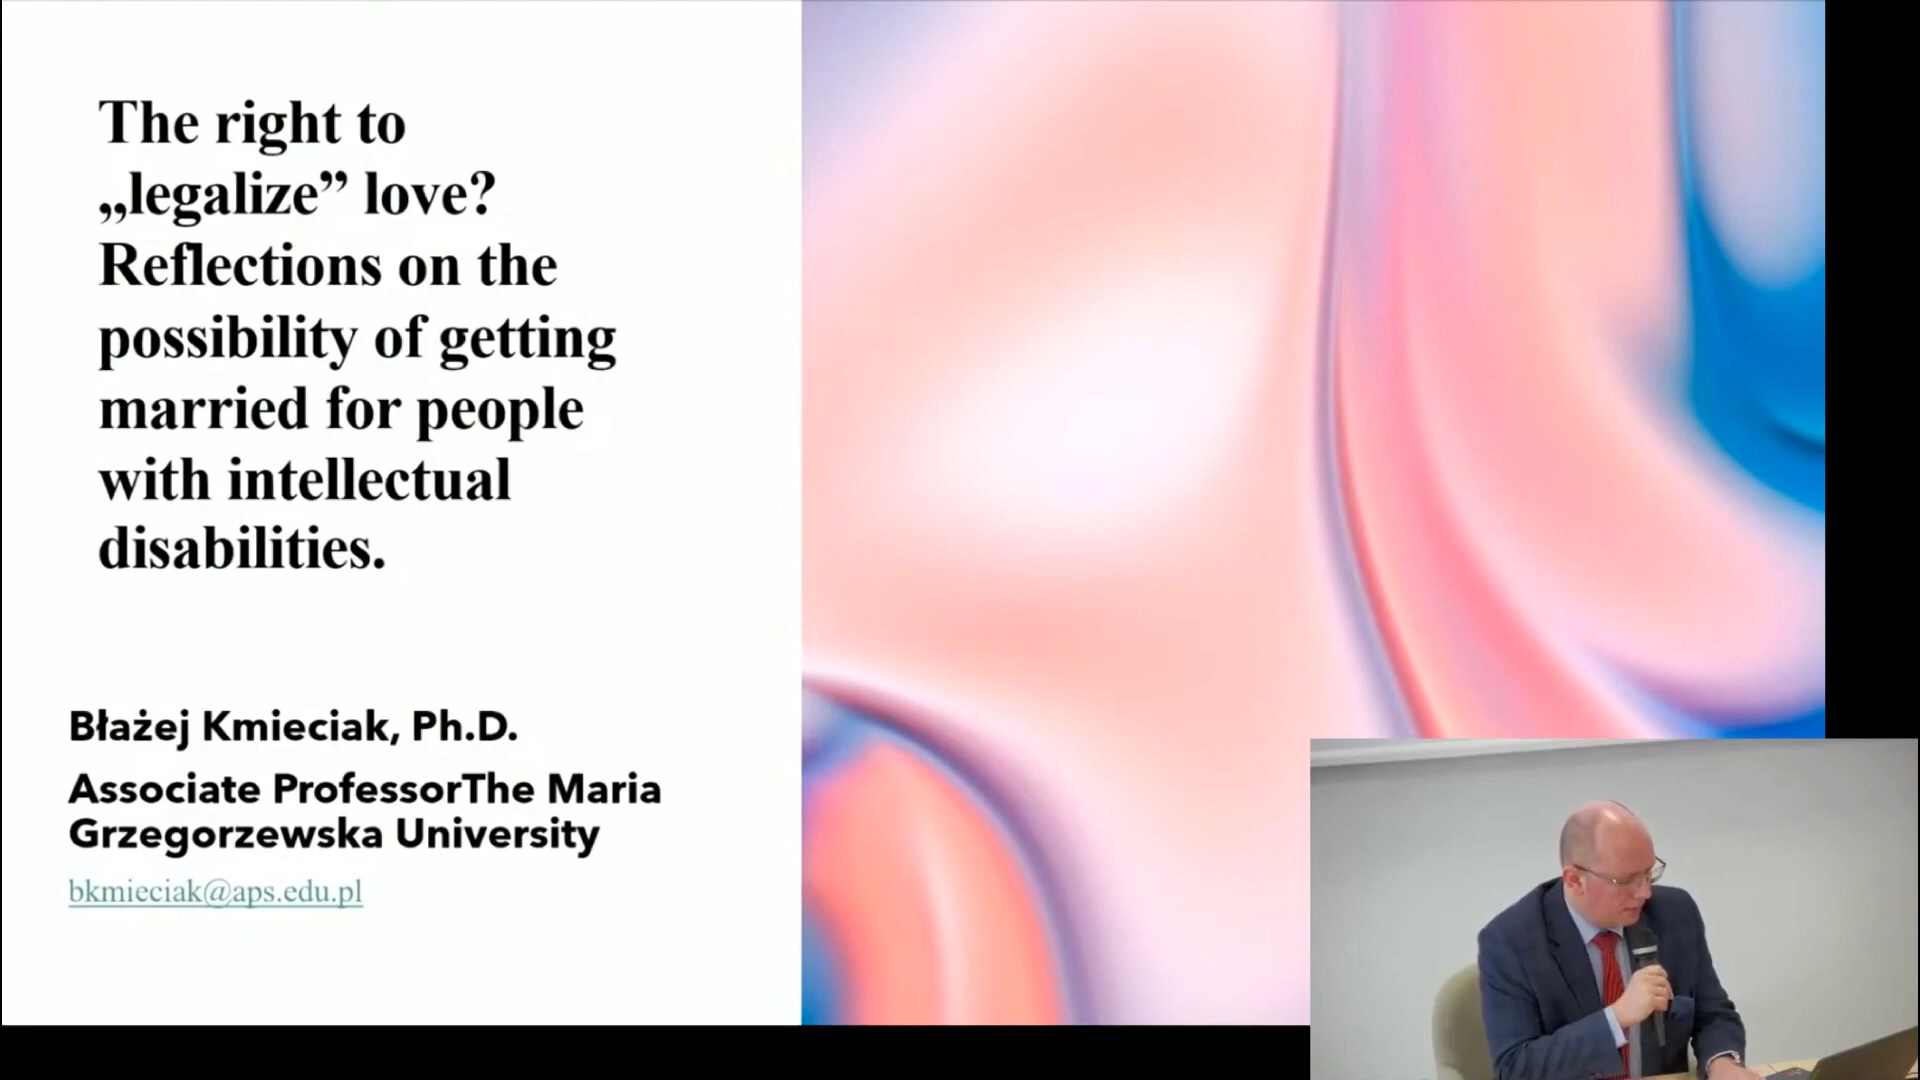 The right to
„legalize” love?
Reflections on the
possibility of getting
married for people
with intellectual
disabilities.
Błażej Kmieciak, Ph.D.
Associate ProfessorThe Maria
Grzegorzewska University
bkmieciak@aps.edu.pl